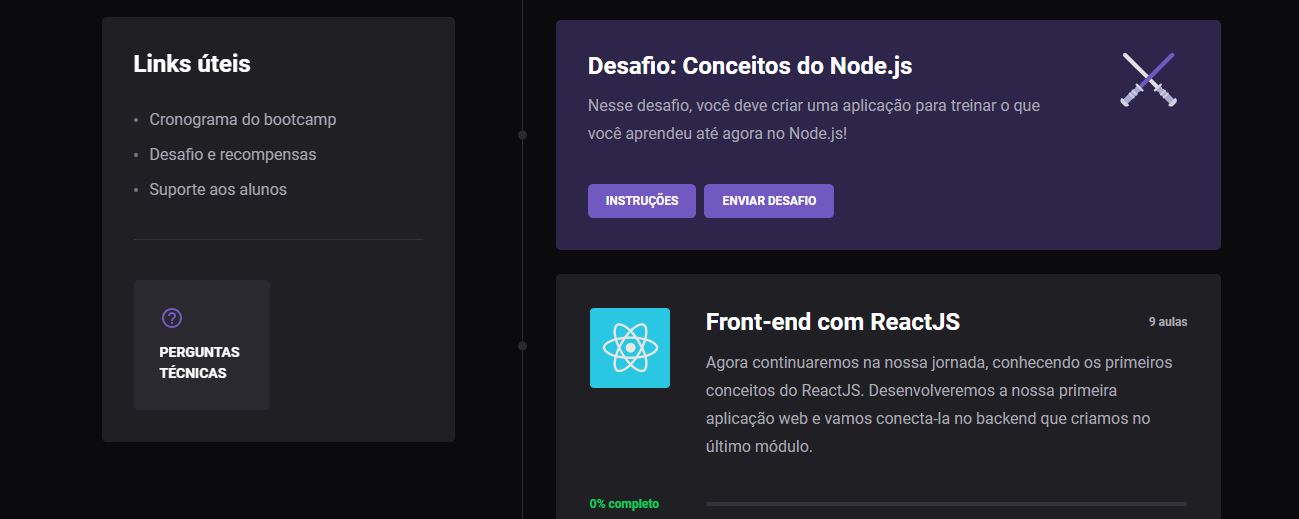 Links úteis
Cronograma do bootcamp
Desafio e recompensas
Suporte aos alunos
PERGUNTAS
TÉCNICAS
Desafio: Conceitos do Node.js
Nesse desafio, você deve criar uma aplicação para treinar o que
você aprendeu até agora no Node.js!
INSTRUÇÕES ENVIAR DESAFIO
Front-end com ReactJS 9 aulas
Agora continuaremos na nossa jornada, conhecendo os primeiros
conceitos do ReactJS. Desenvolveremos a nossa primeira
aplicação web e vamos conecta-la no backend que criamos no
último módulo.
0% completo